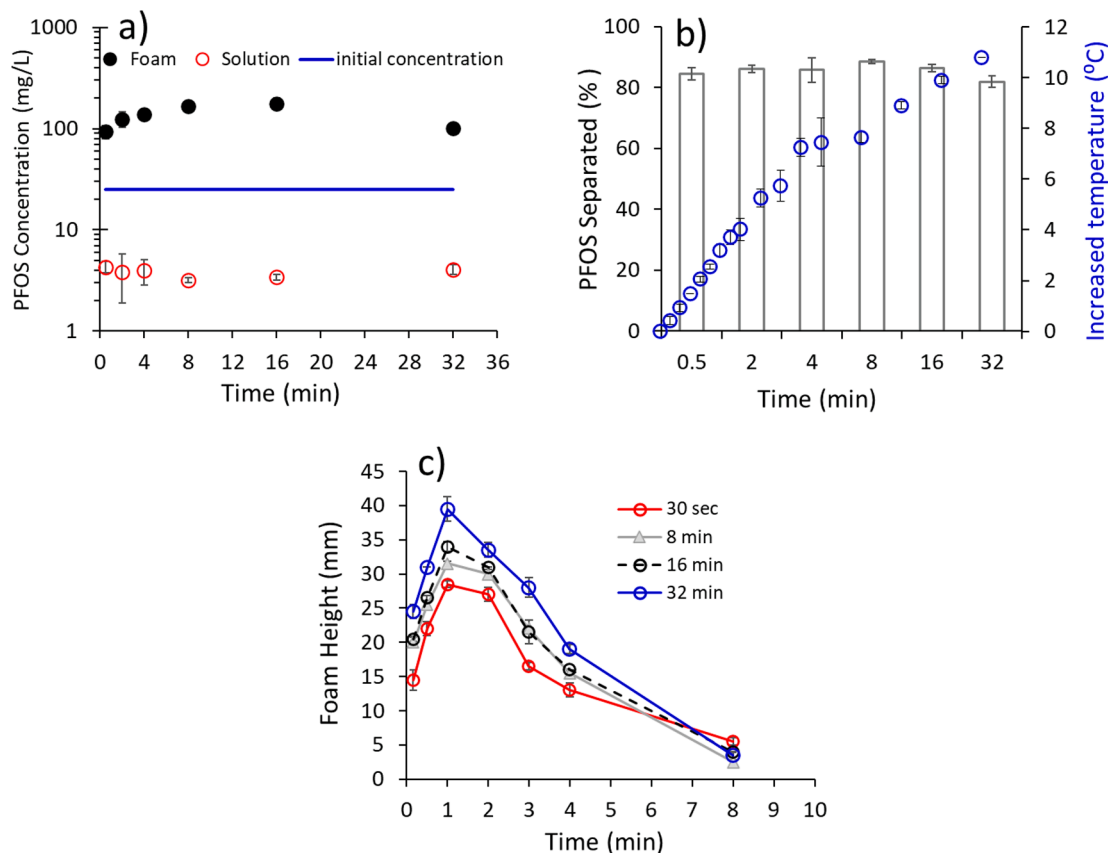 a)
1000
100
10
1
PFOS Concentration (mg/L)
Foam
Solution
initial concentration
0 4 8 12 16 20 24 28 32 36
Time (min)
b)
100
80
60
40
20
0
PFOS Separated (%)
12
10
8
6
4
2
0
Increased temperature (⁰C)
0.5 2 4 8 16 32
Time (min)
c)
45
40
35
30
25
20
15
10
5
0
Foam Height (mm)
30 sec
8 min
16 min
32 min
0 1 2 3 4 5 6 7 8 9 10
Time (min)